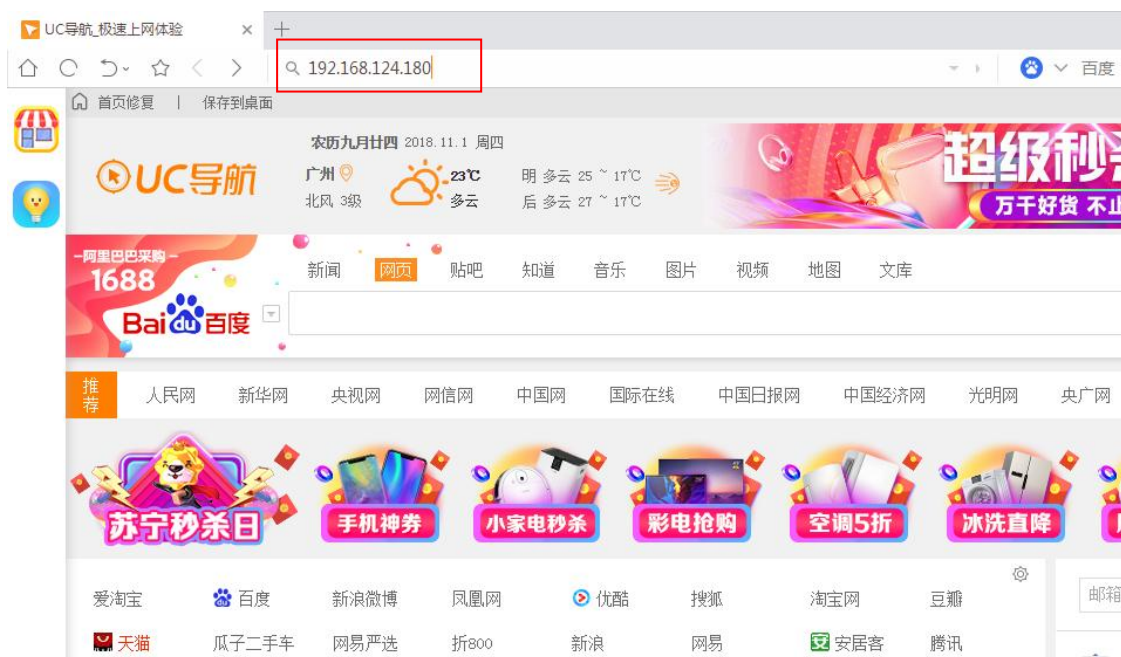 UC导航_极速上网体验
192.168.124.180
百度
首页修复 | 保存到桌面
农历九月廿四 2018.11.1 周四
UC导航
广州 23℃ 明 多云 25 ~ 17℃
北风 3级 多云 后 多云 27 ~ 17℃
超级秒
万千好货 不止
阿里巴巴采购
1688
新闻 网页 贴吧 知道 音乐 图片 视频 地图 文库
Baidu百度
推荐 人民网 新华网 央视网 网信网 中国网 国际在线 中国日报网 中国经济网 光明网 央广网
苏宁秒杀日 手机神券 小家电秒杀 彩电抢购 空调5折 冰洗直降
爱淘宝 百度 新浪微博 凤凰网 优酷 搜狐 淘宝网 豆瓣 邮箱
天猫 瓜子二手车 网易严选 折800 新浪 网易 安居客 腾讯